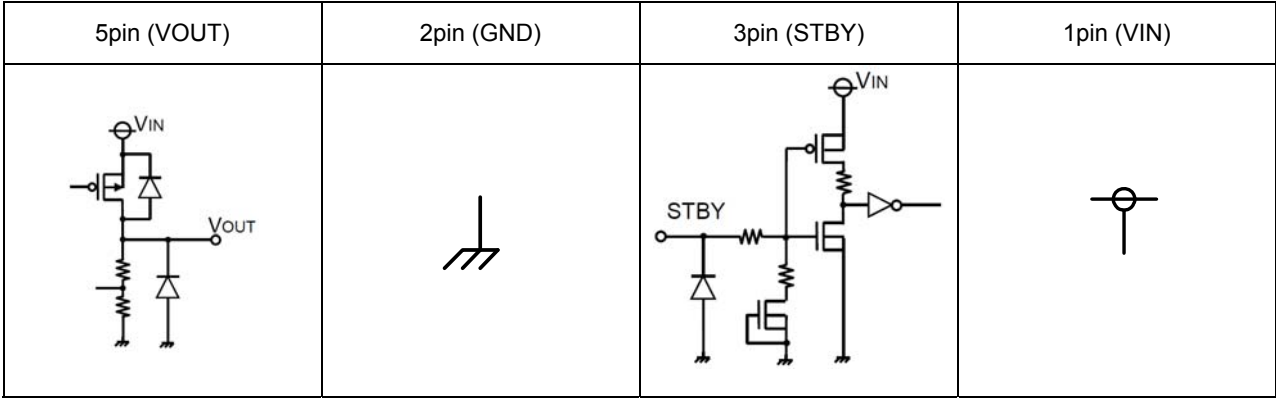 5pin (VOUT)
2pin (GND)
3pin (STBY)
1pin (VIN)
VIN
VOUT
VIN
STBY